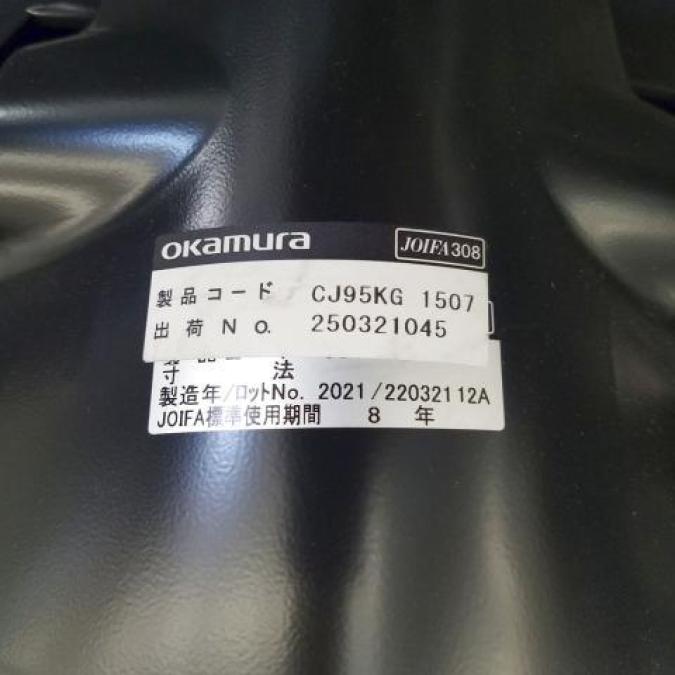 okamura JOIFA308
製品コード CJ95KG 1507
出荷No. 250321045
寸 法
製造年/ロットNo. 2021/22032112A
JOIFA標準使用期間 8 年